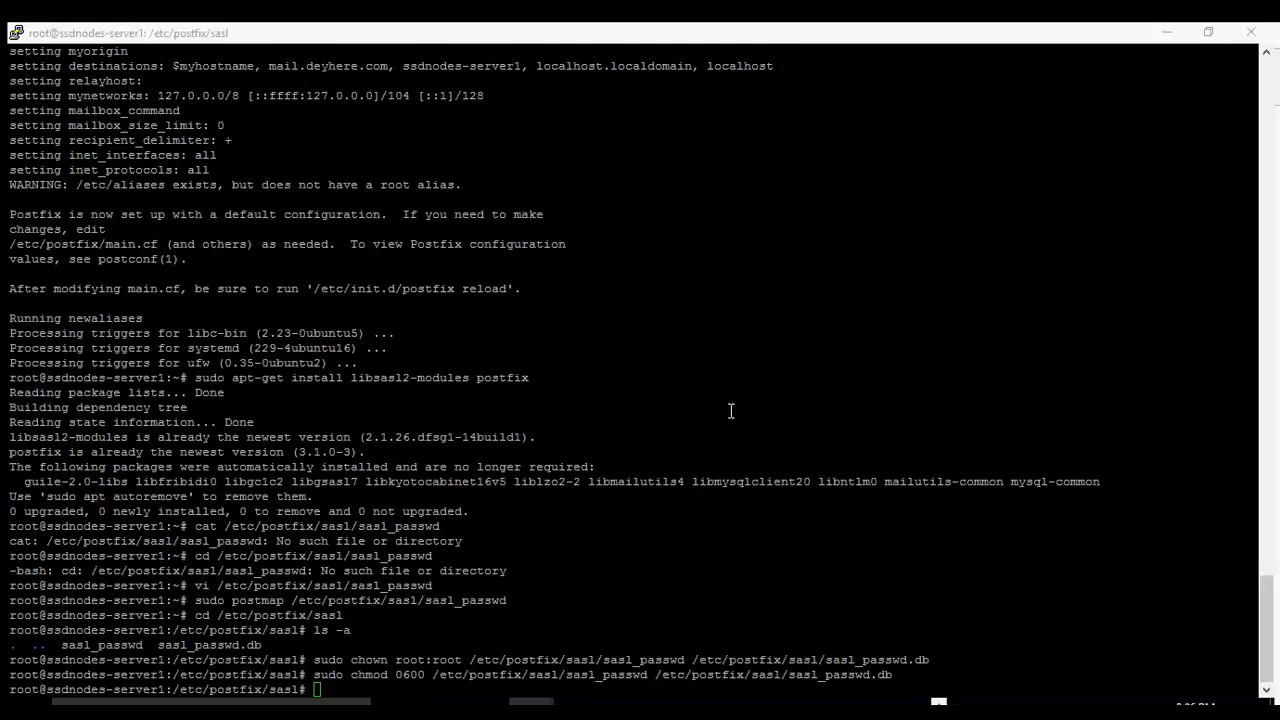 root@ssdnodes-server1: /etc/postfix/sasl
setting myorigin
setting destinations: $myhostname, mail.deyhere.com, ssdnodes-server1, localhost.localdomain, localhost
setting relayhost:
setting mynetworks: 127.0.0.0/8 [::ffff:127.0.0.0]/104 [::1]/128
setting mailbox_command
setting mailbox_size_limit: 0
setting recipient_delimiter: +
setting inet_interfaces: all
setting inet_protocols: all
WARNING: /etc/aliases exists, but does not have a root alias.
Postfix is now set up with a default configuration.  If you need to make
changes, edit
/etc/postfix/main.cf (and others) as needed.  To view Postfix configuration
values, see postconf(1).
After modifying main.cf, be sure to run '/etc/init.d/postfix reload'.
Running newaliases
Processing triggers for libc-bin (2.23-0ubuntu5) ...
Processing triggers for systemd (229-4ubuntu16) ...
Processing triggers for ufw (0.35-0ubuntu2) ...
root@ssdnodes-server1:~# sudo apt-get install libsasl2-modules postfix
Reading package lists... Done
Building dependency tree
Reading state information... Done
libsasl2-modules is already the newest version (2.1.26.dfsg1-14build1).
postfix is already the newest version (3.1.0-3).
The following packages were automatically installed and are no longer required:
  guile-2.0-libs libfribidi0 libgc1c2 libgsasl7 libkyotocabinet16v5 liblzo2-2 libmailutils4 libmysqlclient20 libntlm0 mailutils-common mysql-common
Use 'sudo apt autoremove' to remove them.
0 upgraded, 0 newly installed, 0 to remove and 0 not upgraded.
root@ssdnodes-server1:~# cat /etc/postfix/sasl/sasl_passwd
cat: /etc/postfix/sasl/sasl_passwd: No such file or directory
root@ssdnodes-server1:~# cd /etc/postfix/sasl/sasl_passwd
-bash: cd: /etc/postfix/sasl/sasl_passwd: No such file or directory
root@ssdnodes-server1:~# vi /etc/postfix/sasl/sasl_passwd
root@ssdnodes-server1:~# sudo postmap /etc/postfix/sasl/sasl_passwd
root@ssdnodes-server1:~# cd /etc/postfix/sasl
root@ssdnodes-server1:/etc/postfix/sasl# ls -a
.  ..  sasl_passwd  sasl_passwd.db
root@ssdnodes-server1:/etc/postfix/sasl# sudo chown root:root /etc/postfix/sasl/sasl_passwd /etc/postfix/sasl/sasl_passwd.db
root@ssdnodes-server1:/etc/postfix/sasl# sudo chmod 0600 /etc/postfix/sasl/sasl_passwd /etc/postfix/sasl/sasl_passwd.db
root@ssdnodes-server1:/etc/postfix/sasl#